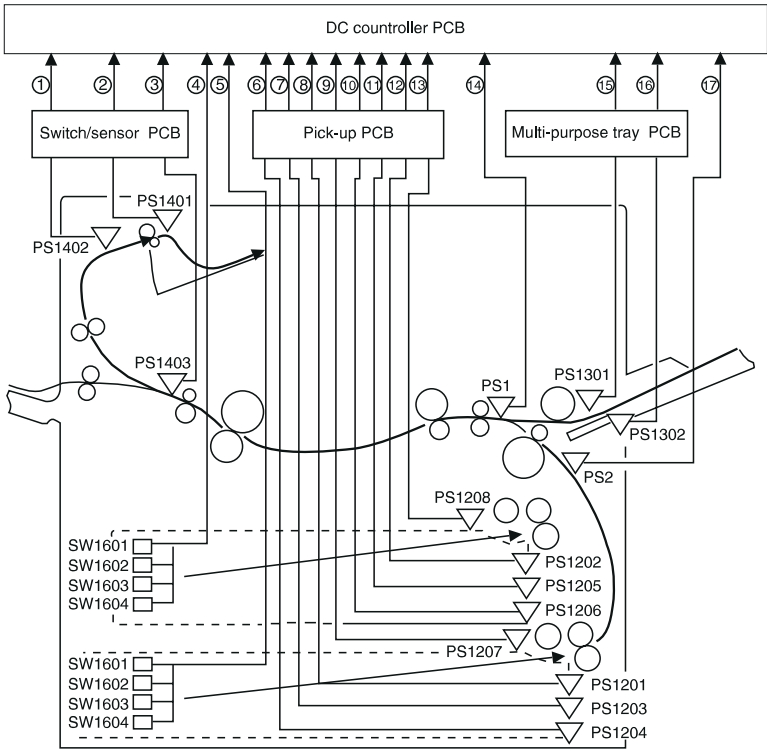 DC countroller PCB
① ② ③ ④ ⑤ ⑥ ⑦ ⑧ ⑨ ⑩ ⑪ ⑫ ⑬ ⑭ ⑮ ⑯ ⑰
Switch/sensor PCB
Pick-up PCB
Multi-purpose tray PCB
PS1401
PS1402
PS1403
PS1
PS1301
PS1302
PS2
PS1208
SW1601
SW1602
SW1603
SW1604
PS1202
PS1205
PS1206
PS1207
SW1601
SW1602
SW1603
SW1604
PS1201
PS1203
PS1204